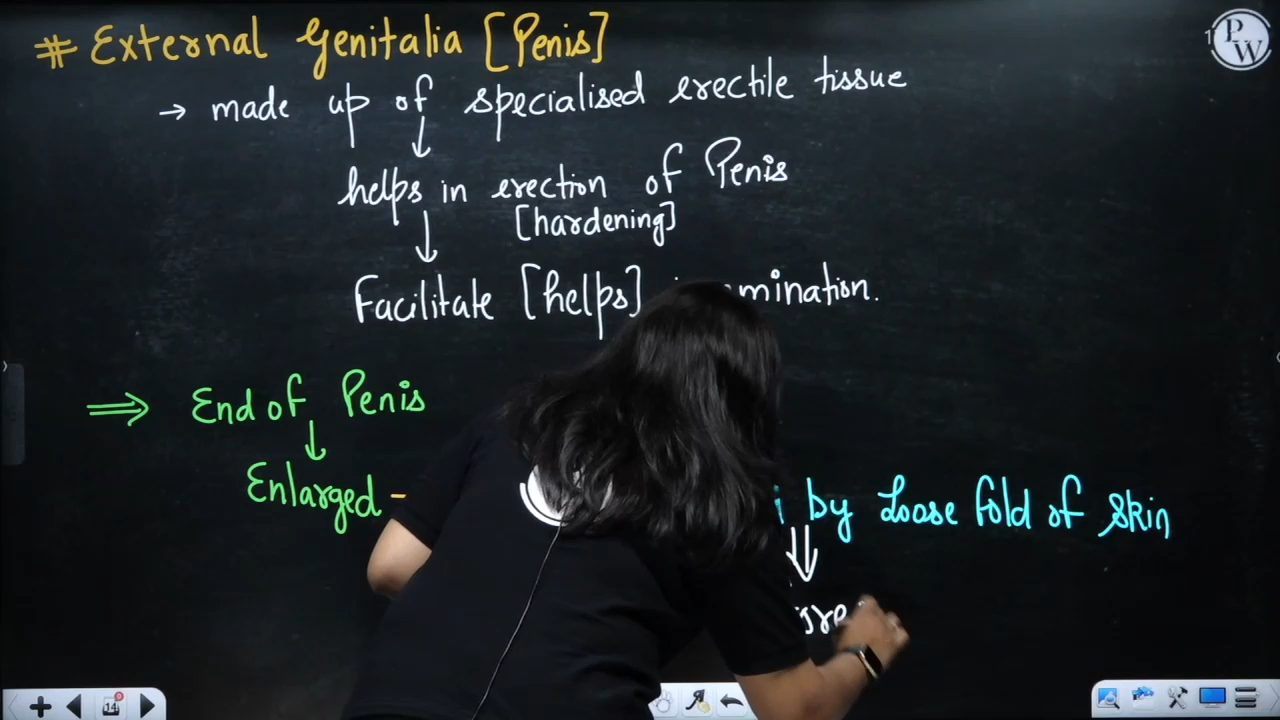 # External Genitalia [Penis]
→ made up of specialised erectile tissue
↓
helps in erection of Penis
[hardening]
↓
Facilitate [helps] mination.
⇒ End of Penis
↓
Enlarged -
by Loose fold of skin
⇓
PW
14